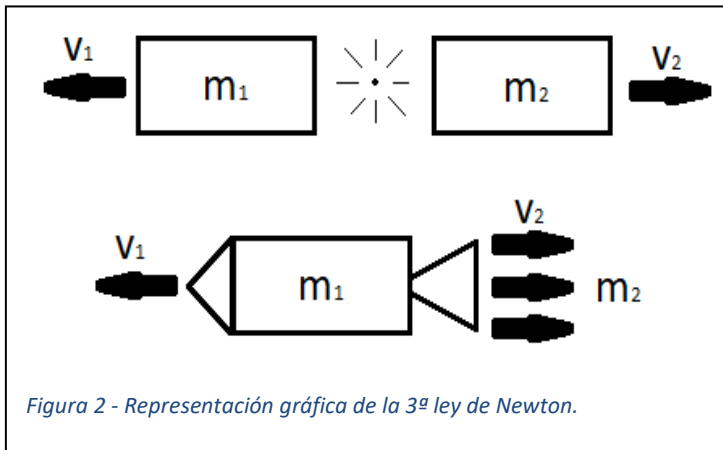 V₁ m₁ m₂ V₂
V₁ m₁ V₂ m₂
Figura 2 - Representación gráfica de la 3ª ley de Newton.